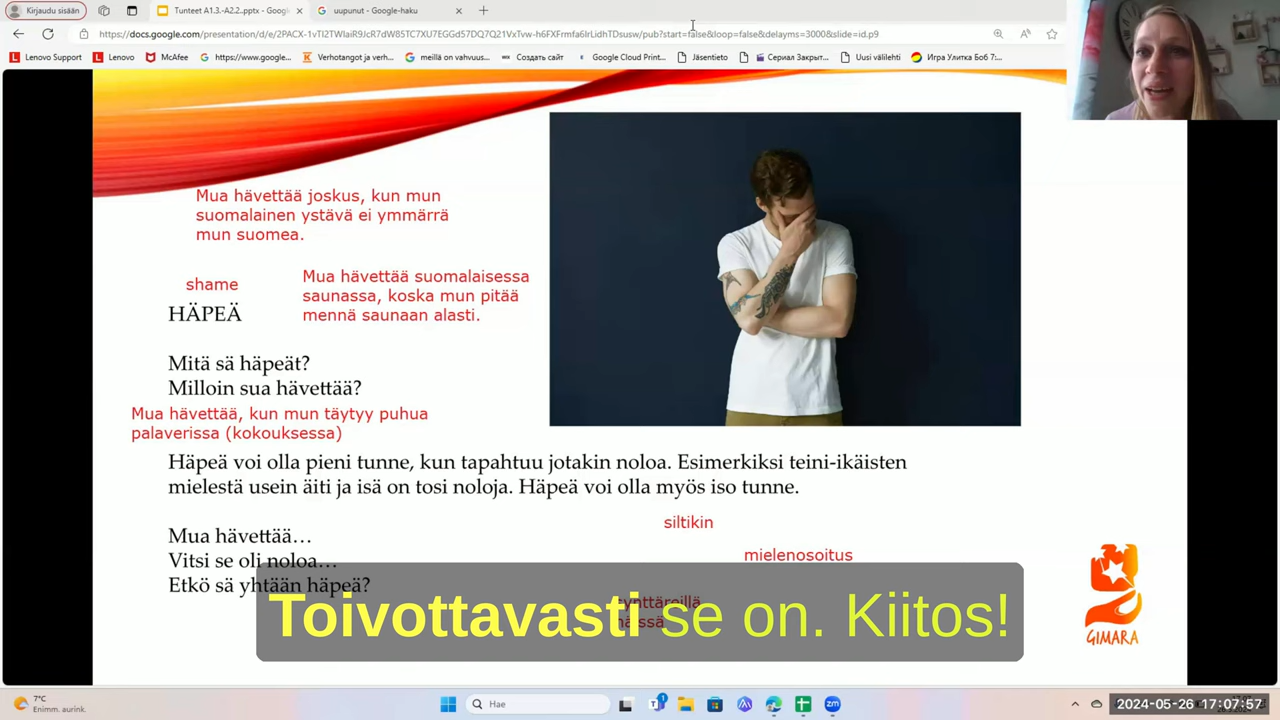 Kirjaudu sisään
Tunteet A1.3.-A2.2..pptx - Googl
uupunut - Google-haku
https://docs.google.com/presentation/d/e/2PACX-1vTI2TWlaiR9JcR7dW85TC7XU7EGGd57DQ7Q21VxTvw-h6FXFrmfa6IrLidhTDsusw/pub?start=false&loop=false&delayms=3000&slide=id.p9
Lenovo Support
Lenovo
McAfee
https://www.google...
Verhotangot ja verh...
meillä on vahvuus...
Создать сайт
Google Cloud Print...
Jäsentieto
Сериал Закрыт...
Uusi välilehti
Игра Улитка Боб 7:...
Mua hävettää joskus, kun mun
suomalainen ystävä ei ymmärrä
mun suomea.
shame
Mua hävettää suomalaisessa
saunassa, koska mun pitää
mennä saunaan alasti.
HÄPEÄ
Mitä sä häpeät?
Milloin sua hävettää?
Mua hävettää, kun mun täytyy puhua
palaverissa (kokouksessa)
Häpeä voi olla pieni tunne, kun tapahtuu jotakin noloa. Esimerkiksi teini-ikäisten
mielestä usein äiti ja isä on tosi noloja. Häpeä voi olla myös iso tunne.
siltikin
Mua hävettää…
mielenosoitus
Vitsi se oli noloa…
Etkö sä yhtään häpeä?
Toivottavasti se on. Kiitos!
GIMARA
7°C
Enimm. aurink.
Hae
2024-05-26 17:07:57